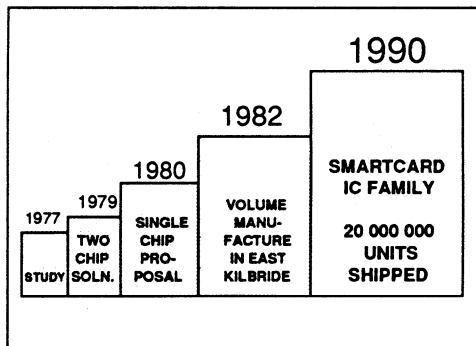 1977
STUDY
1979
TWO
CHIP
SOLN.
1980
SINGLE
CHIP
PRO-
POSAL
1982
VOLUME
MANU-
FACTURE
IN EAST
KILBRIDE
1990
SMARTCARD
IC FAMILY
20 000 000
UNITS
SHIPPED